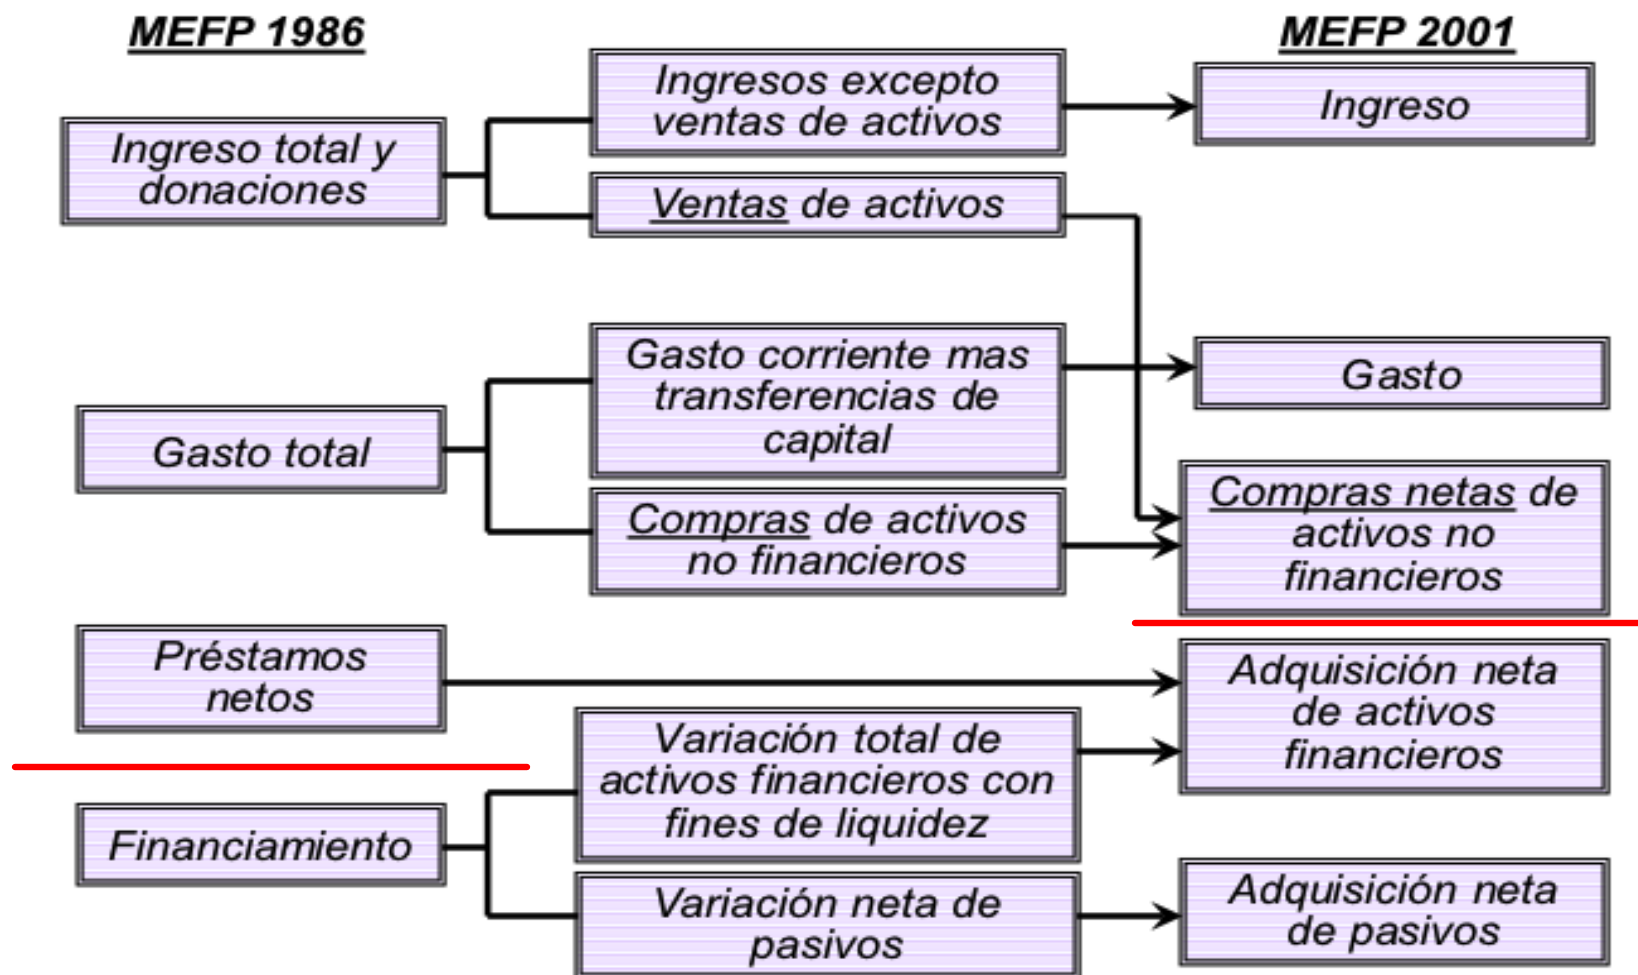 MEFP 1986
MEFP 2001
Ingresos excepto
ventas de activos
Ingreso
Ingreso total y
donaciones
Ventas de activos
Gasto corriente mas
transferencias de
capital
Gasto
Gasto total
Compras de activos
no financieros
Compras netas de
activos no
financieros
Préstamos
netos
Adquisición neta
de activos
financieros
Variación total de
activos financieros con
fines de liquidez
Financiamiento
Variación neta de
pasivos
Adquisición neta
de pasivos